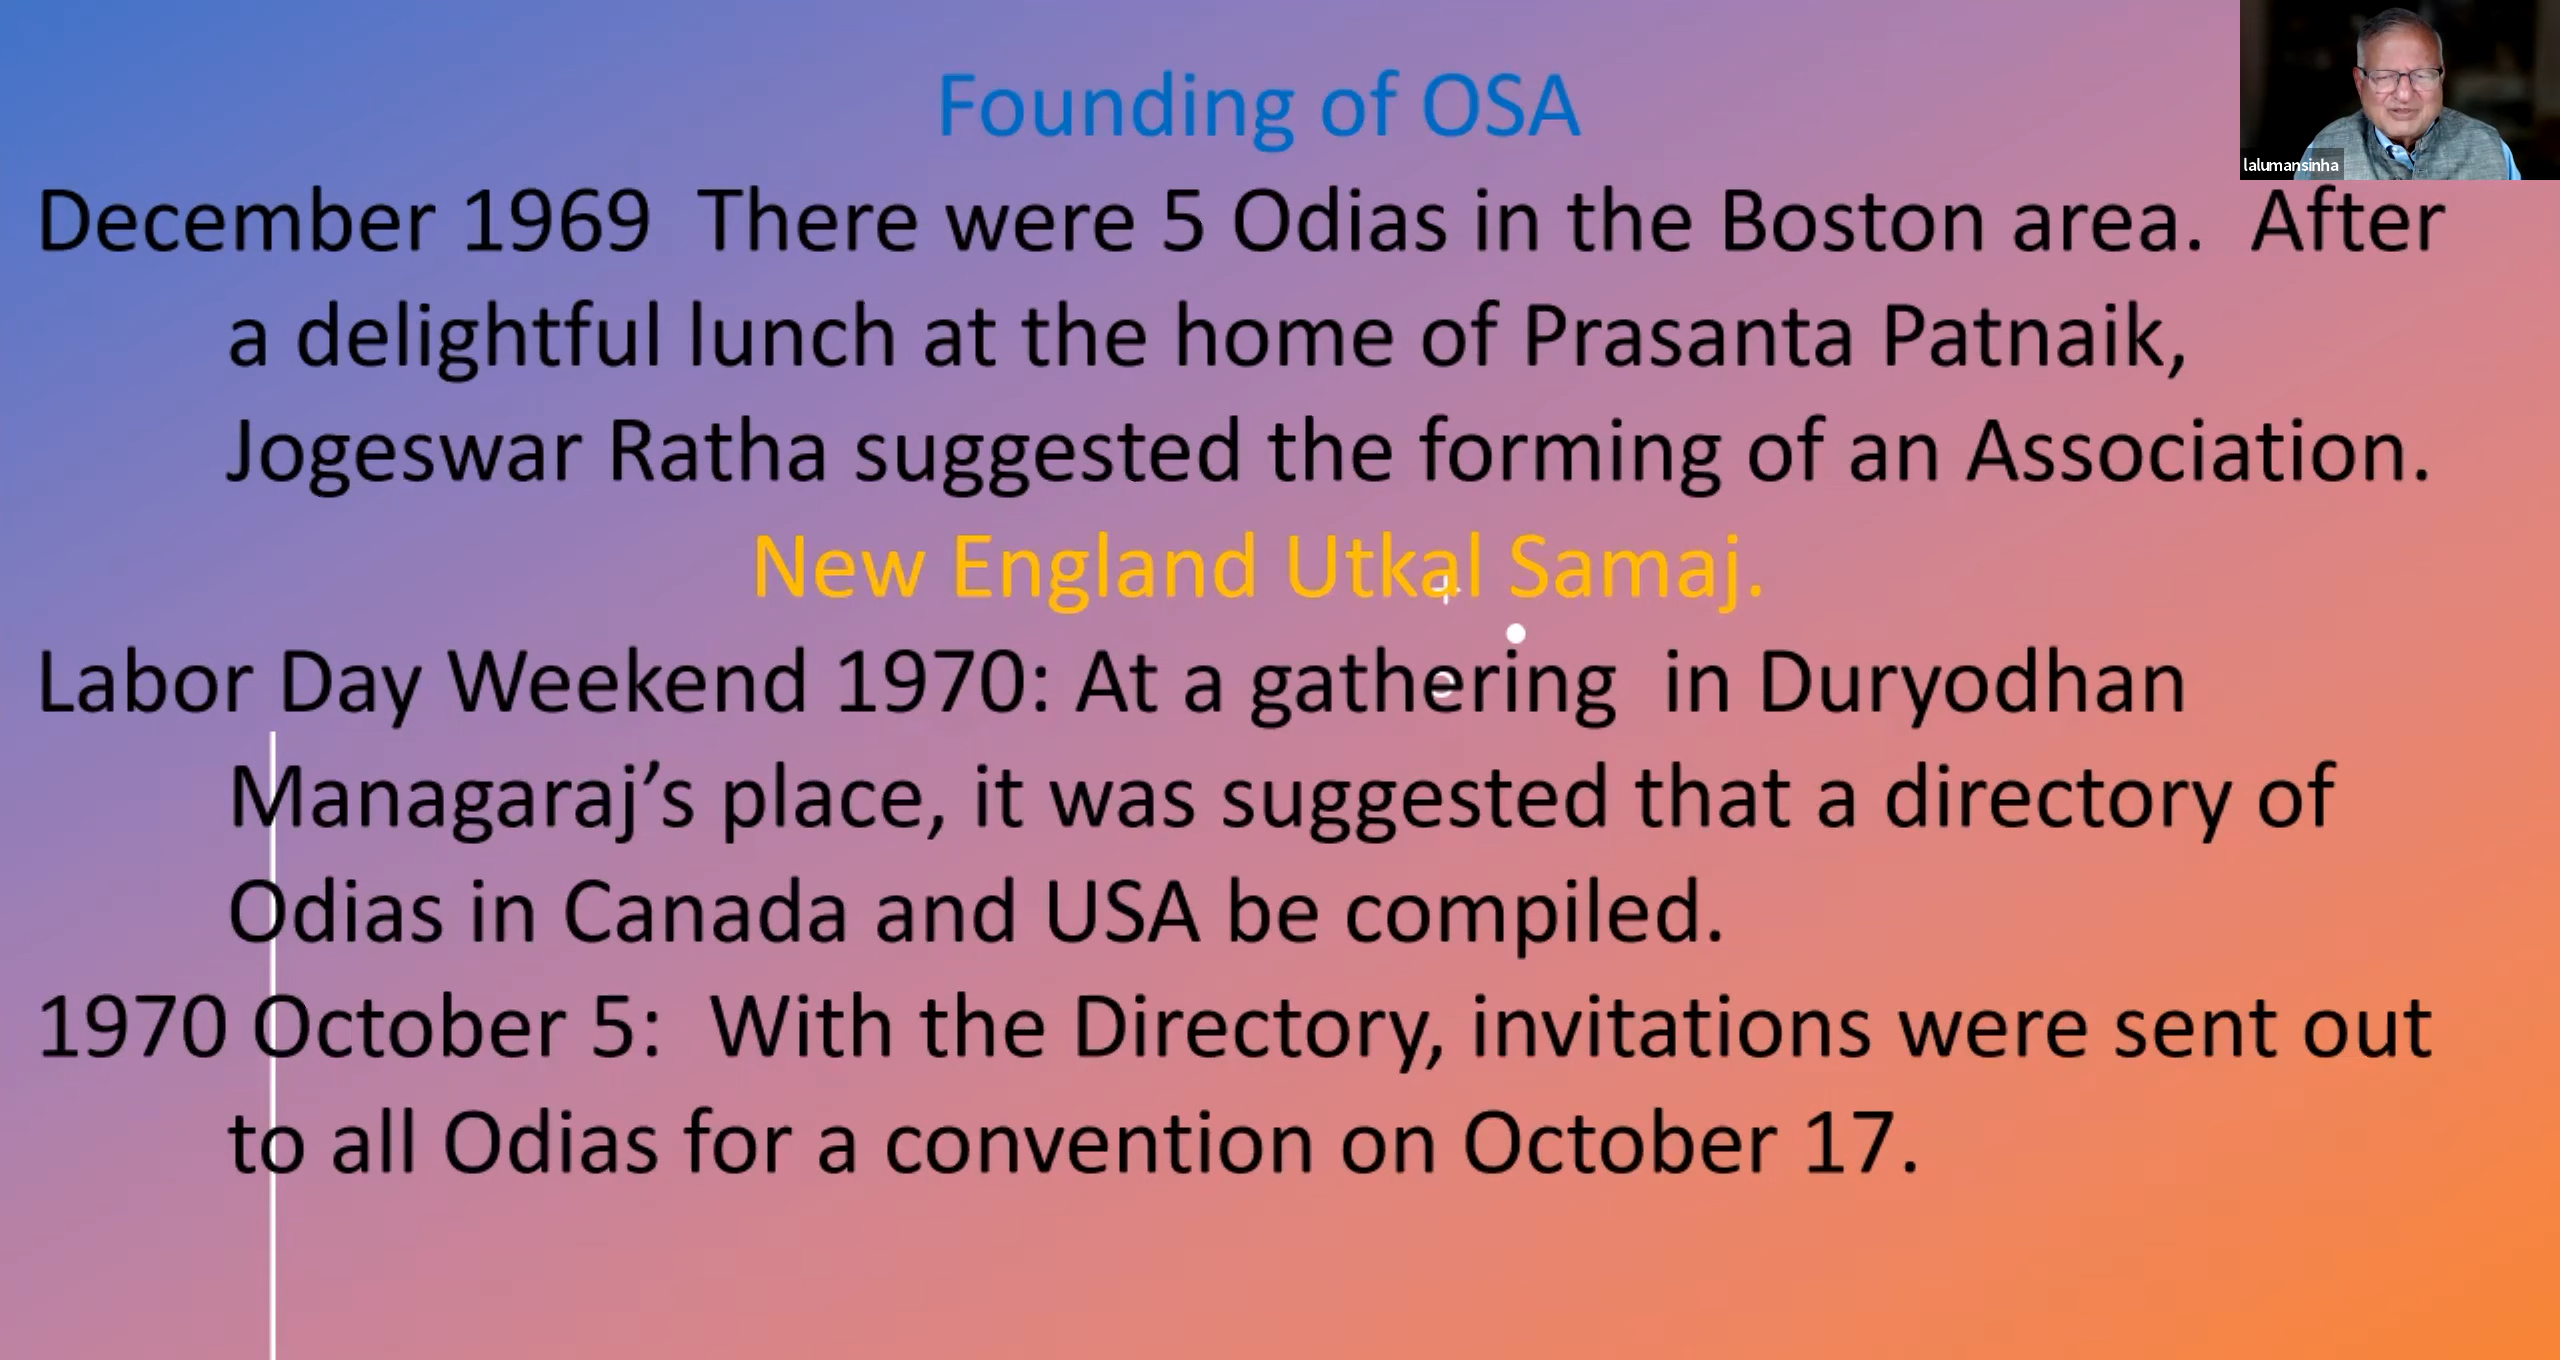 Founding of OSA
lalumansinha
December 1969  There were 5 Odias in the Boston area.  After
a delightful lunch at the home of Prasanta Patnaik,
Jogeswar Ratha suggested the forming of an Association.
New England Utkal Samaj.
Labor Day Weekend 1970: At a gathering  in Duryodhan
Managaraj’s place, it was suggested that a directory of
Odias in Canada and USA be compiled.
1970 October 5:  With the Directory, invitations were sent out
to all Odias for a convention on October 17.